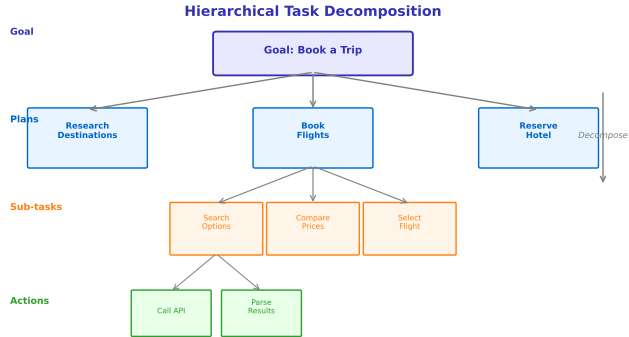 Hierarchical Task Decomposition
Goal
Goal: Book a Trip
Plans
Research
Destinations
Book
Flights
Reserve
Hotel
Decompose
Sub-tasks
Search
Options
Compare
Prices
Select
Flight
Actions
Call API
Parse
Results